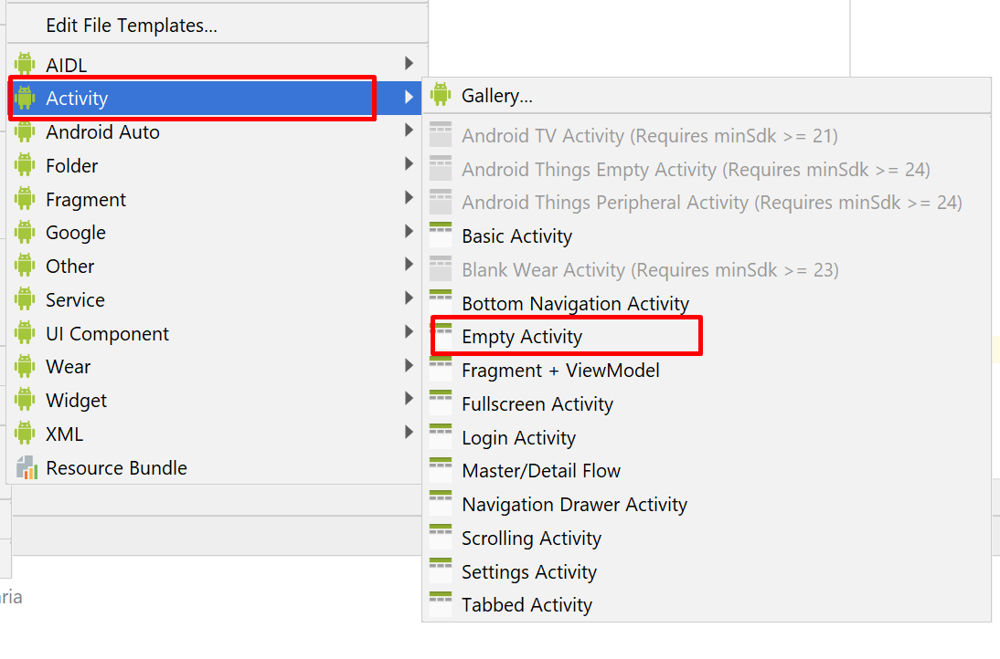 Edit File Templates...
AIDL
Activity
Android Auto
Folder
Fragment
Google
Other
Service
UI Component
Wear
Widget
XML
Resource Bundle
Gallery...
Android TV Activity (Requires minSdk >= 21)
Android Things Empty Activity (Requires minSdk >= 24)
Android Things Peripheral Activity (Requires minSdk >= 24)
Basic Activity
Blank Wear Activity (Requires minSdk >= 23)
Bottom Navigation Activity
Empty Activity
Fragment + ViewModel
Fullscreen Activity
Login Activity
Master/Detail Flow
Navigation Drawer Activity
Scrolling Activity
Settings Activity
Tabbed Activity